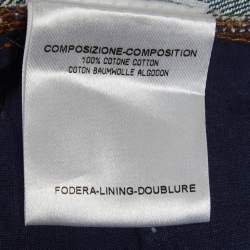 COMPOSIZIONE-COMPOSITION
100% COTONE COTTON
COTON BAUMWOLLE ALGODON
FODERA-LINING-DOUBLURE